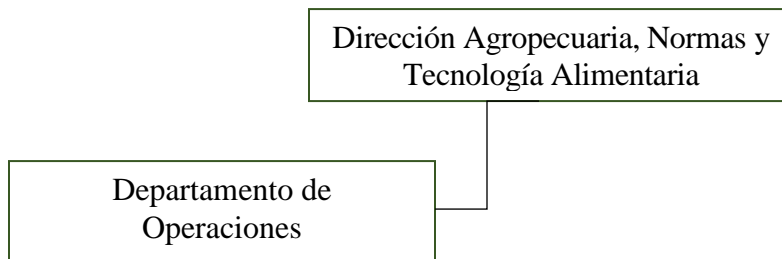 Dirección Agropecuaria, Normas y
Tecnología Alimentaria
Departamento de
Operaciones